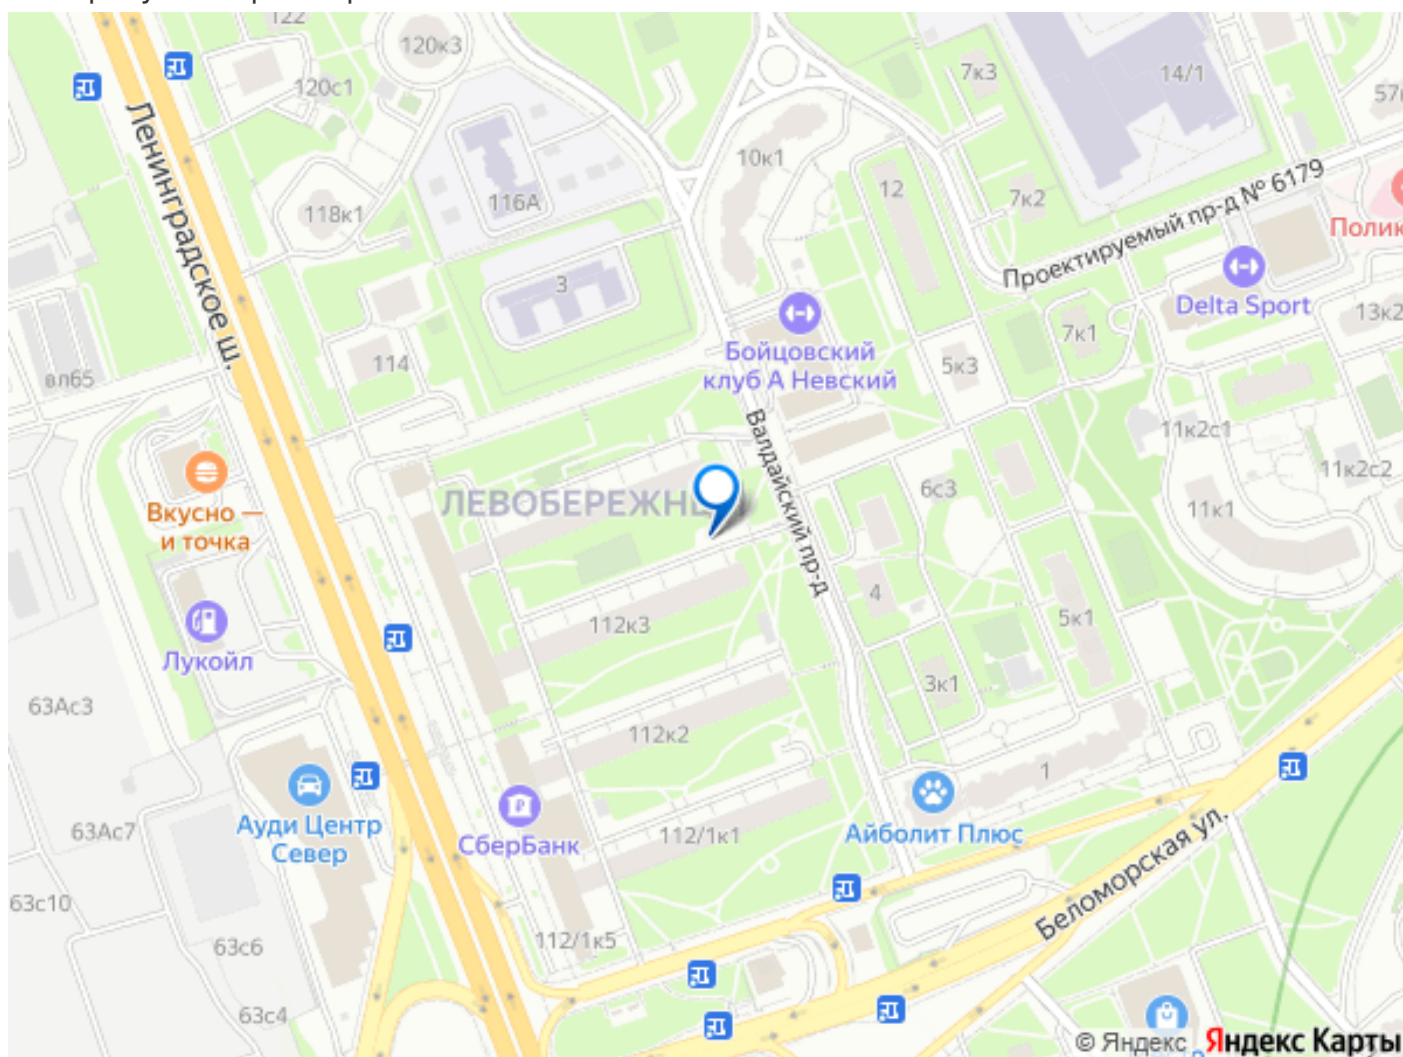 122
120к3
120с1
7к3
14/1
57
Ленинградское ш.
10к1
12
7к2
Проектируемый пр-д № 6179
118к1
116А
Полик
3
Delta Sport
13к2
114
вл65
Бойцовский
клуб А Невский
5к3
7к1
Валдайский пр-д
11к2с1
11к2с2
Вкусно —
и точка
ЛЕВОБЕРЕЖН
6с3
11к1
4
5к1
112к3
Лукойл
63Ас3
3к1
112к2
1
63Ас7
Ауди Центр
Север
СберБанк
112/1к1
Айболит Плюс
Беломорская ул.
63с10
63с6
112/1к5
63с4
© Яндекс Яндекс Карты